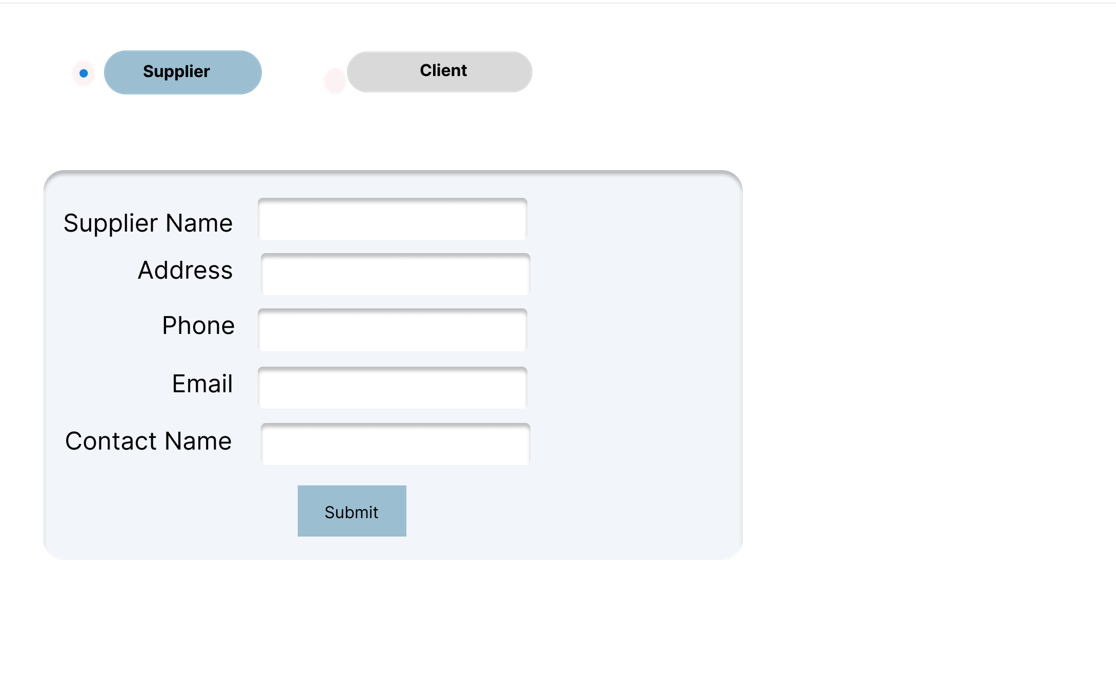 Supplier
Client
Supplier Name
Address
Phone
Email
Contact Name
Submit